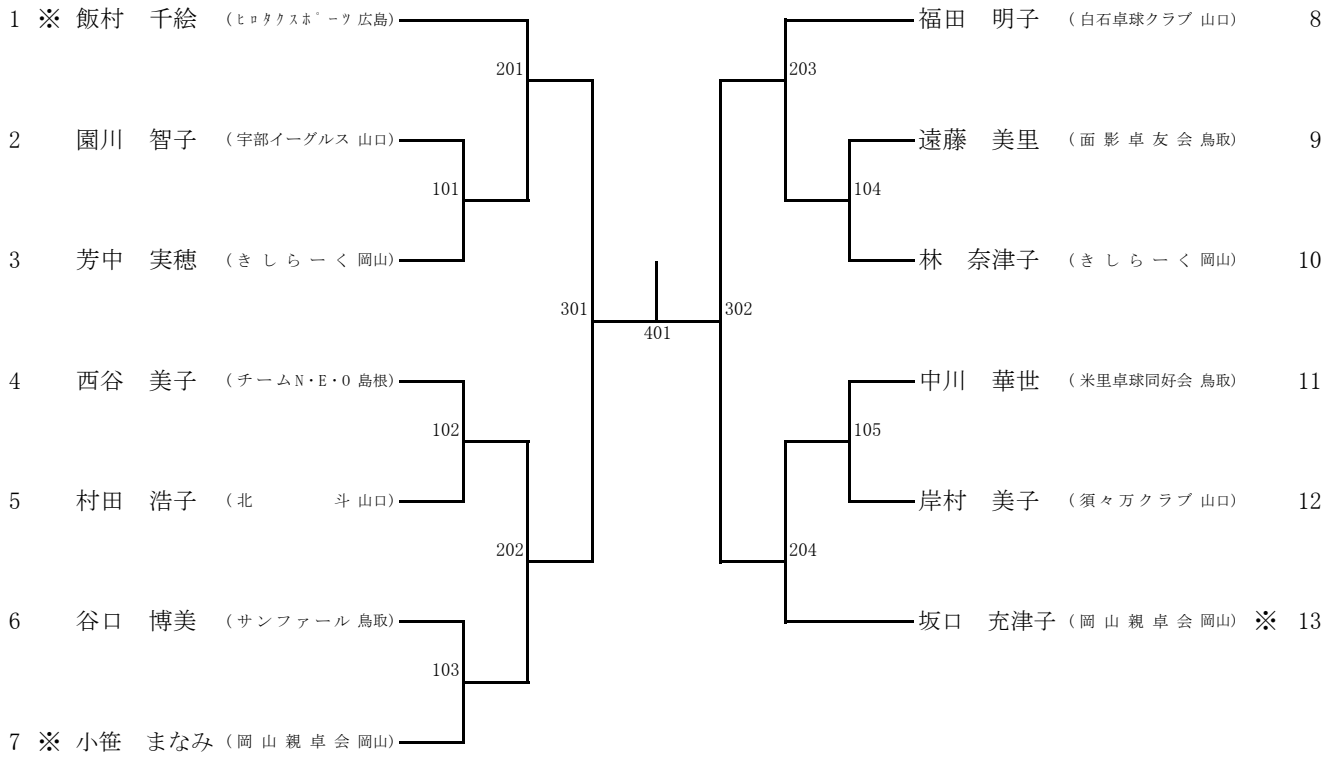 1 ※ 飯村 千絵 (ﾋﾛﾀｸｽﾎﾟｰﾂ 広島)
201
2 園川 智子 (宇部イーグルス 山口)
101
3 芳中 実穂 (きしらーく 岡山)
301
4 西谷 美子 (チームN・E・O 島根)
102
5 村田 浩子 (北 斗 山口)
202
6 谷口 博美 (サンファール 鳥取)
103
7 ※ 小笹 まなみ (岡山親卓会 岡山)
401
福田 明子 (白石卓球クラブ 山口) 8
203
遠藤 美里 (面影卓友会 鳥取) 9
104
林 奈津子 (きしらーく 岡山) 10
302
中川 華世 (米里卓球同好会 鳥取) 11
105
岸村 美子 (須々万クラブ 山口) 12
204
坂口 充津子 (岡山親卓会 岡山) ※ 13